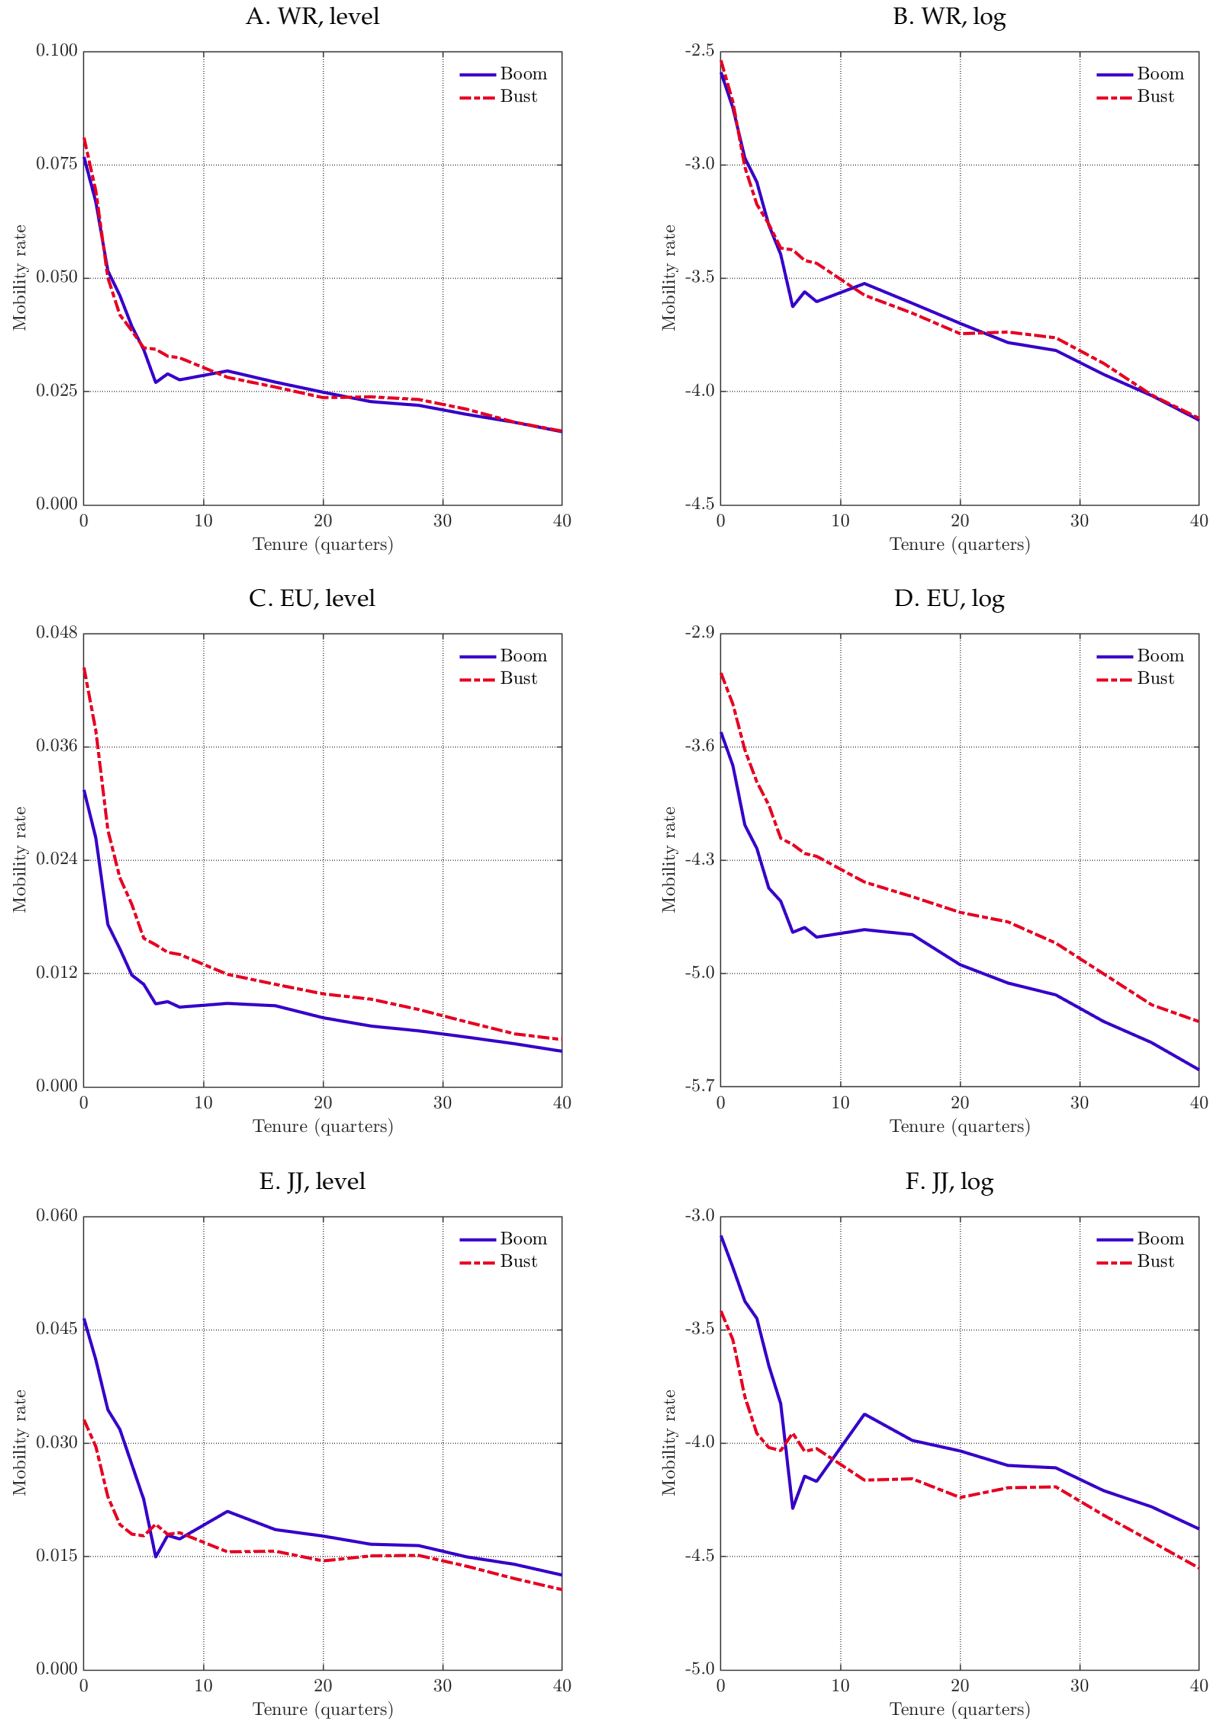 A. WR, level
Mobility rate
0.100
0.075
0.050
0.025
0.000
Boom
Bust
0 10 20 30 40
Tenure (quarters)
B. WR, log
Mobility rate
-2.5
-3.0
-3.5
-4.0
-4.5
Boom
Bust
0 10 20 30 40
Tenure (quarters)
C. EU, level
Mobility rate
0.048
0.036
0.024
0.012
0.000
Boom
Bust
0 10 20 30 40
Tenure (quarters)
D. EU, log
Mobility rate
-2.9
-3.6
-4.3
-5.0
-5.7
Boom
Bust
0 10 20 30 40
Tenure (quarters)
E. JJ, level
Mobility rate
0.060
0.045
0.030
0.015
0.000
Boom
Bust
0 10 20 30 40
Tenure (quarters)
F. JJ, log
Mobility rate
-3.0
-3.5
-4.0
-4.5
-5.0
Boom
Bust
0 10 20 30 40
Tenure (quarters)